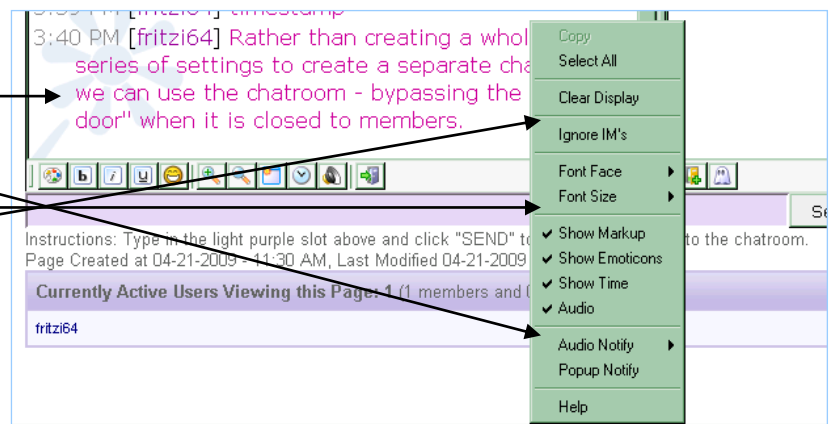 [fritzi64] timestamp
3:40 PM [fritzi64] Rather than creating a whol
series of settings to create a separate cha
we can use the chatroom - bypassing the
door" when it is closed to members.
b i u
Se
Instructions: Type in the light purple slot above and click "SEND" to
to the chatroom.
Page Created at 04-21-2009 - 11:30 AM, Last Modified 04-21-2009
Currently Active Users Viewing this Page: 1 (1 members and
fritzi64
Copy
Select All
Clear Display
Ignore IM's
Font Face
Font Size
Show Markup
Show Emoticons
Show Time
Audio
Audio Notify
Popup Notify
Help